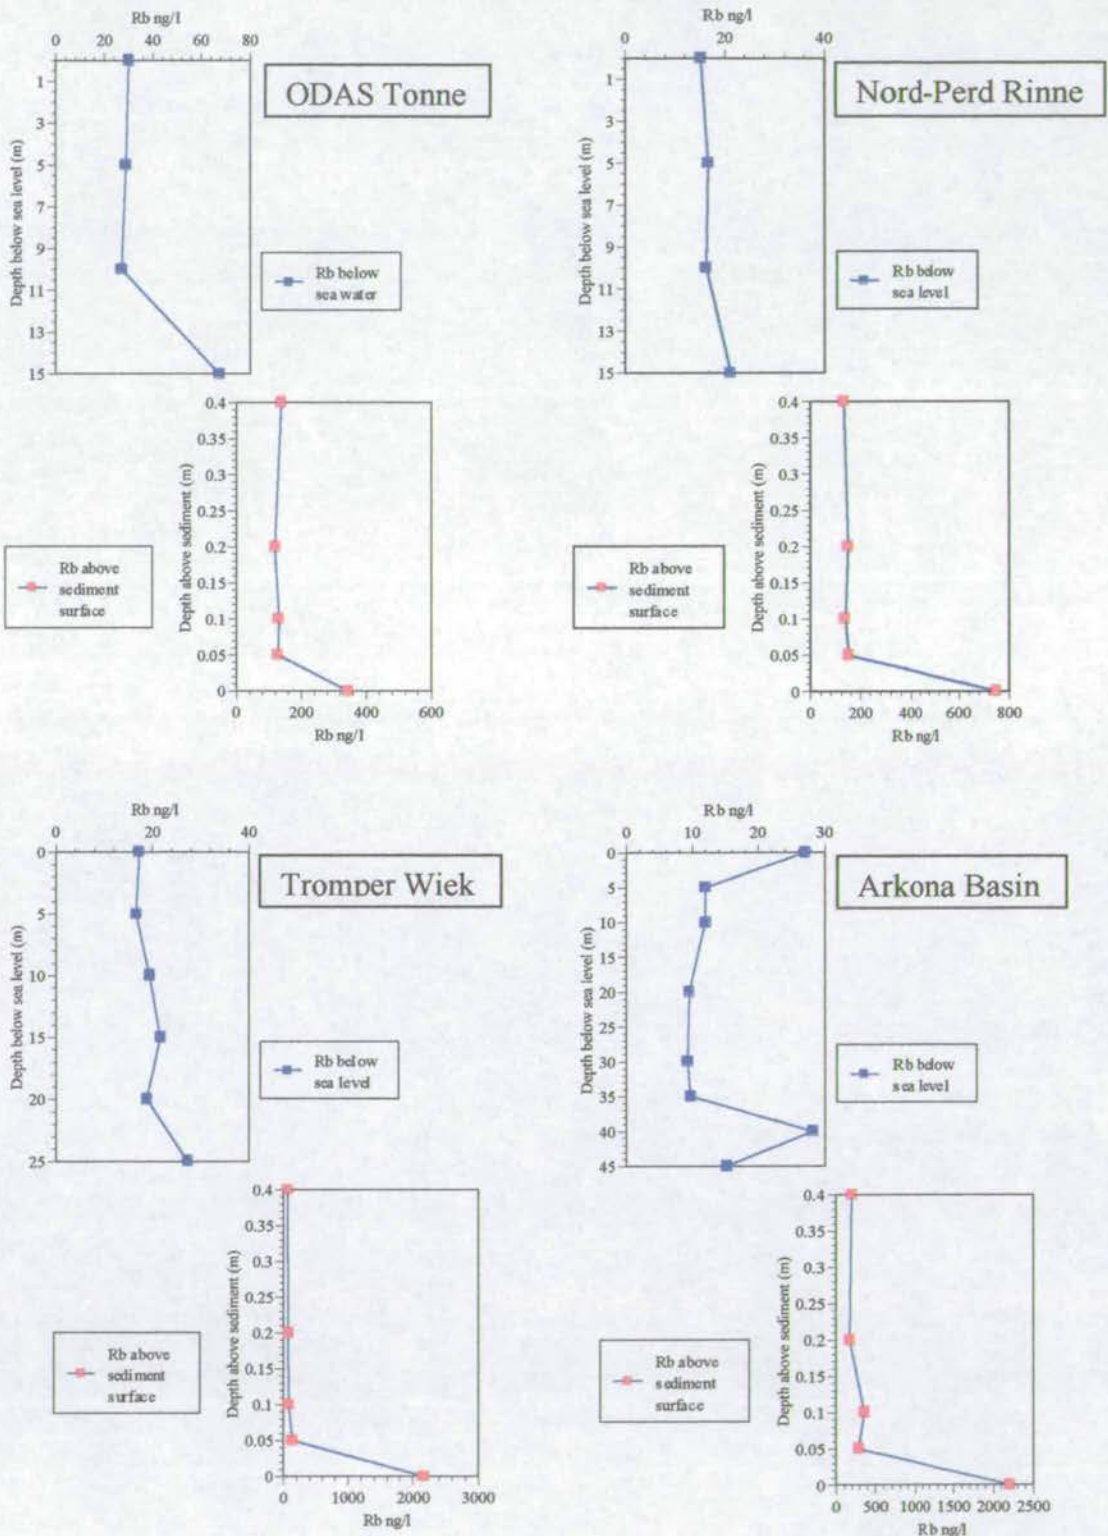 Rb ng/l
0 20 40 60 80
ODAS Tonne
Depth below sea level (m)
1
3
5
7
9
11
13
15
Rb below
sea water
0.4
0.35
0.3
0.25
0.2
0.15
0.1
0.05
0
Depth above sediment (m)
Rb above
sediment
surface
0 200 400 600
Rb ng/l
Rb ng/l
0 20 40
Nord-Perd Rinne
Depth below sea level (m)
1
3
5
7
9
11
13
15
Rb below
sea level
0.4
0.35
0.3
0.25
0.2
0.15
0.1
0.05
0
Depth above sediment (m)
Rb above
sediment
surface
0 200 400 600 800
Rb ng/l
Rb ng/l
0 20 40
Tromper Wiek
Depth below sea level (m)
0
5
10
15
20
25
Rb below
sea level
0.4
0.35
0.3
0.25
0.2
0.15
0.1
0.05
0
Depth above sediment (m)
Rb above
sediment
surface
0 1000 2000 3000
Rb ng/l
Rb ng/l
0 10 20 30
Arkona Basin
Depth below sea level (m)
0
5
10
15
20
25
30
35
40
45
Rb below
sea level
0.4
0.35
0.3
0.25
0.2
0.15
0.1
0.05
0
Depth above sediment (m)
Rb above
sediment
surface
0 500 1000 1500 2000 2500
Rb ng/l